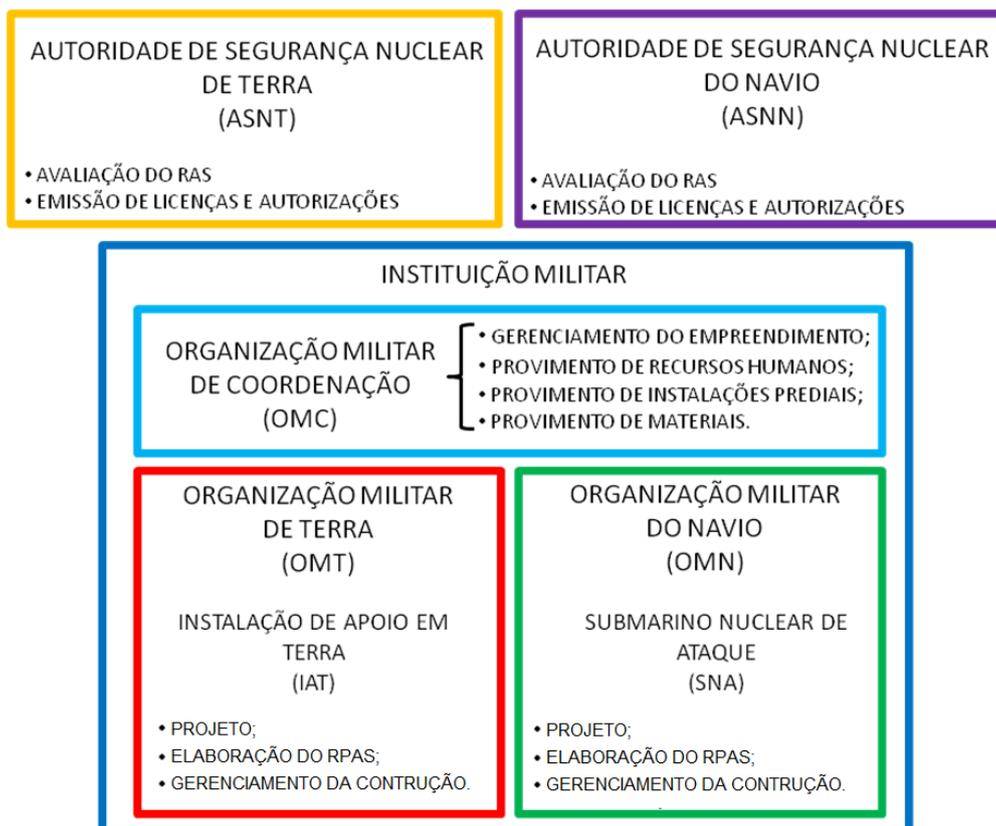 AUTORIDADE DE SEGURANÇA NUCLEAR
DE TERRA
(ASNT)
• AVALIAÇÃO DO RAS
• EMISSÃO DE LICENÇAS E AUTORIZAÇÕES
AUTORIDADE DE SEGURANÇA NUCLEAR
DO NAVIO
(ASNN)
• AVALIAÇÃO DO RAS
• EMISSÃO DE LICENÇAS E AUTORIZAÇÕES
INSTITUIÇÃO MILITAR
ORGANIZAÇÃO MILITAR
DE COORDENAÇÃO
(OMC)
• GERENCIAMENTO DO EMPREENDIMENTO;
• PROVIMENTO DE RECURSOS HUMANOS;
• PROVIMENTO DE INSTALAÇÕES PREDIAIS;
• PROVIMENTO DE MATERIAIS.
ORGANIZAÇÃO MILITAR
DE TERRA
(OMT)
INSTALAÇÃO DE APOIO EM
TERRA
(IAT)
• PROJETO;
• ELABORAÇÃO DO RPAS;
• GERENCIAMENTO DA CONTRUÇÃO.
ORGANIZAÇÃO MILITAR
DO NAVIO
(OMN)
SUBMARINO NUCLEAR DE
ATAQUE
(SNA)
• PROJETO;
• ELABORAÇÃO DO RPAS;
• GERENCIAMENTO DA CONTRUÇÃO.